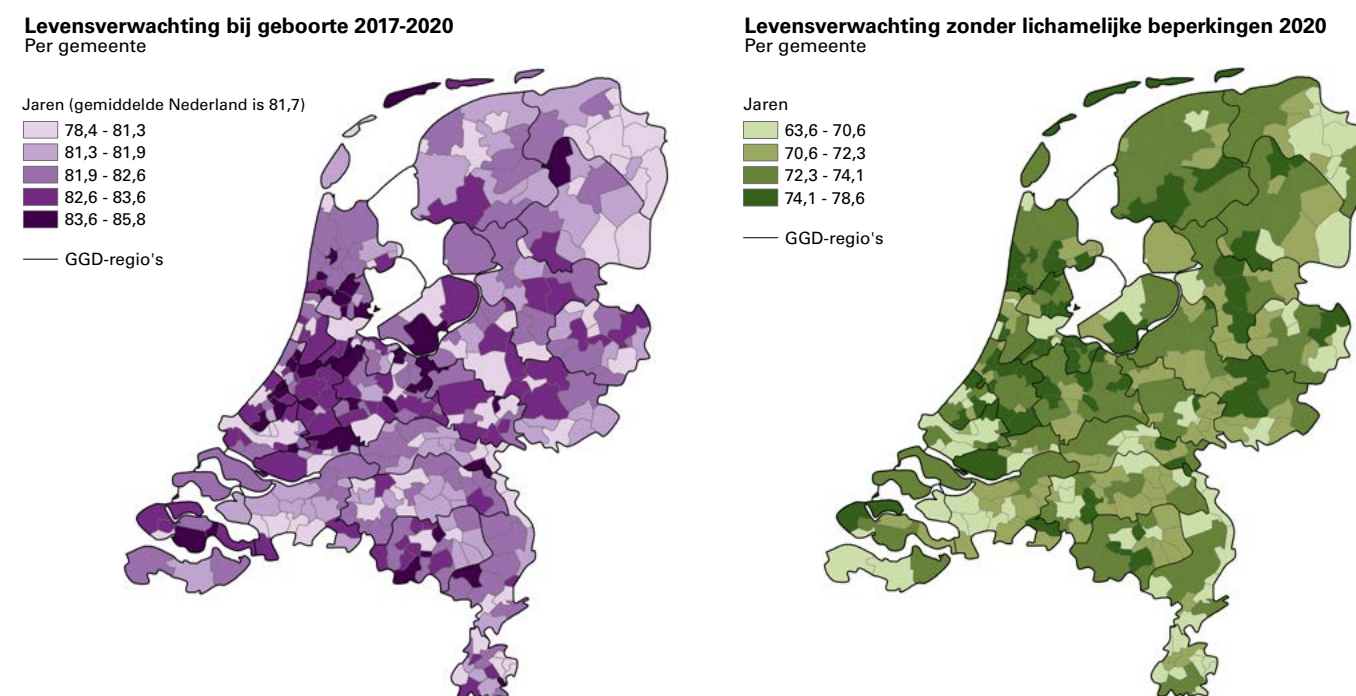 Levensverwachting bij geboorte 2017-2020
Per gemeente
Jaren (gemiddelde Nederland is 81,7)
78,4 - 81,3
81,3 - 81,9
81,9 - 82,6
82,6 - 83,6
83,6 - 85,8
GGD-regio's
Levensverwachting zonder lichamelijke beperkingen 2020
Per gemeente
Jaren
63,6 - 70,6
70,6 - 72,3
72,3 - 74,1
74,1 - 78,6
GGD-regio's